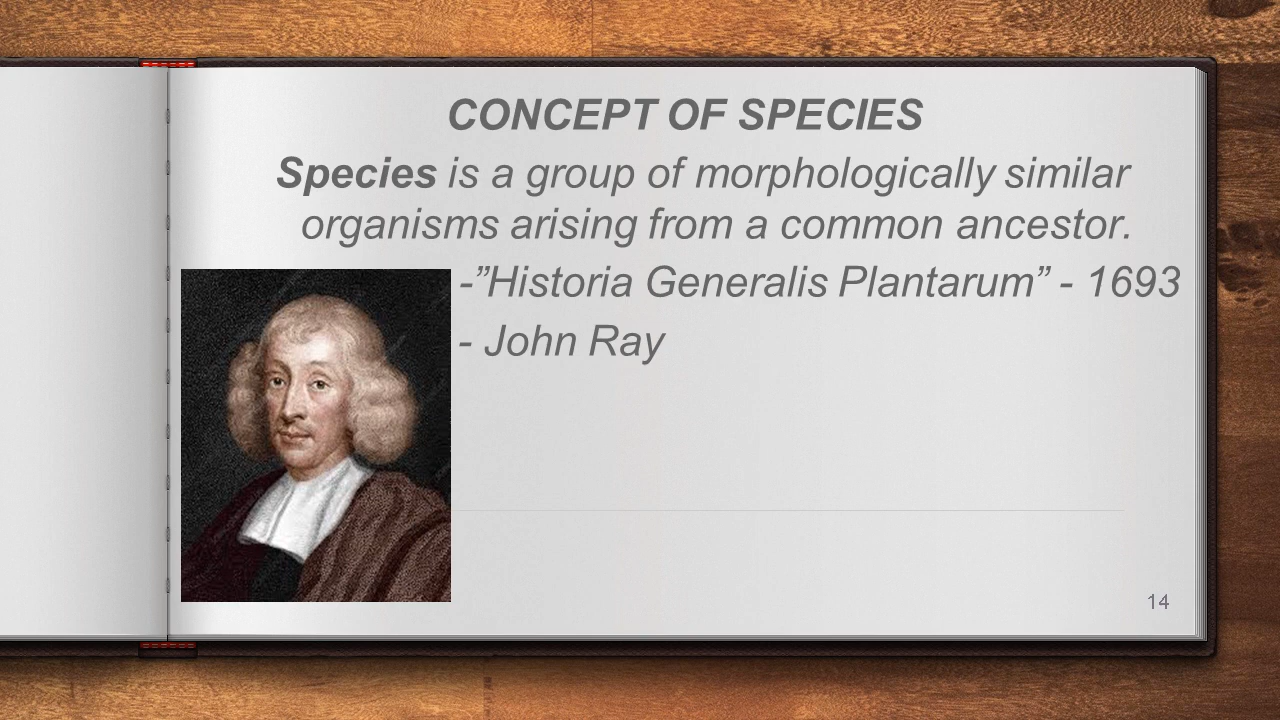 CONCEPT OF SPECIES
Species is a group of morphologically similar
organisms arising from a common ancestor.
-”Historia Generalis Plantarum” - 1693
- John Ray
14